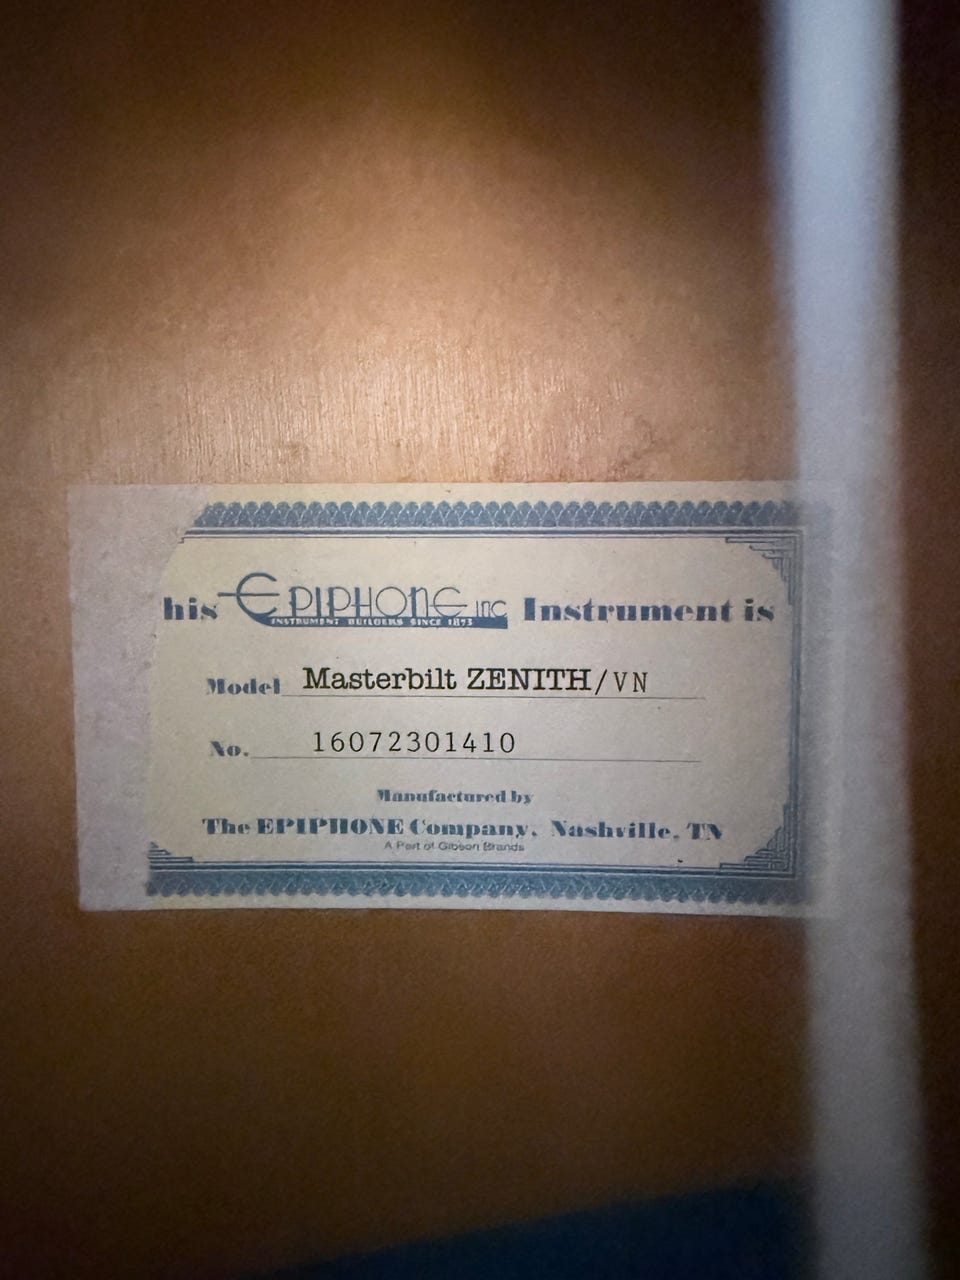 his EPIPHONE INC Instrument is
INSTRUMENT BUILDERS SINCE 1873
Model Masterbilt ZENITH/VN
No. 16072301410
Manufactured by
The EPIPHONE Company, Nashville, TN
A Part of Gibson Brands